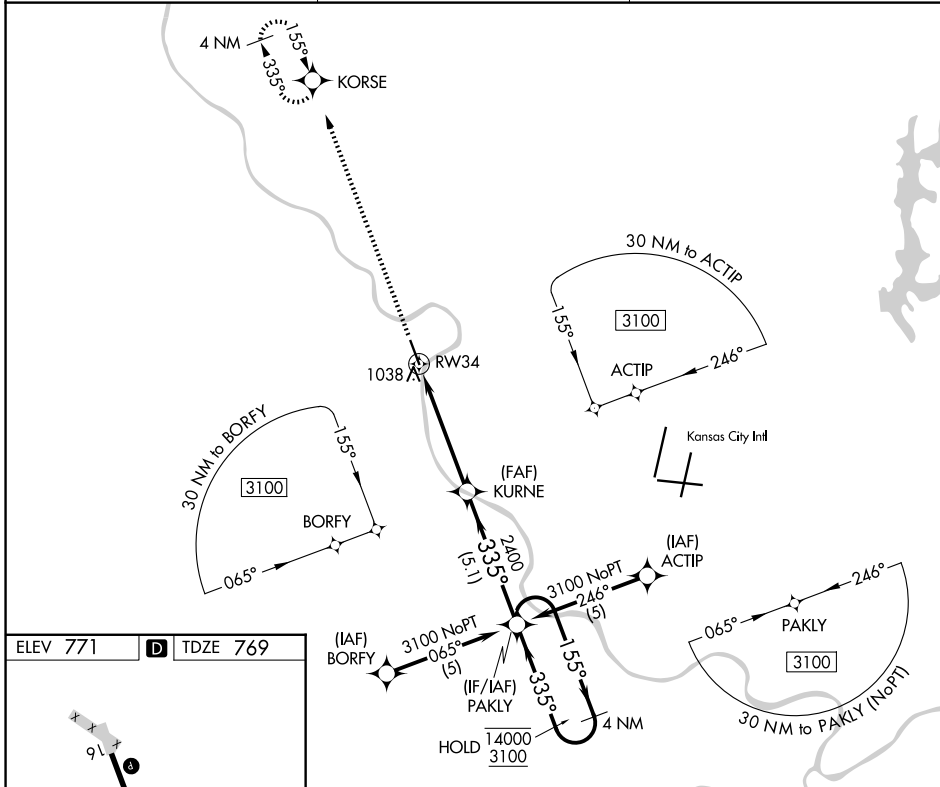 155°
4 NM
335°
KORSE
30 NM to ACTIP
3100
155°
ACTIP
246°
RW34
1038
Kansas City Intl
30 NM to BORFY
155°
3100
BORFY
065°
(FAF)
KURNE
2400
335°
(5.1)
(IAF)
ACTIP
3100 NoPT
246°
(5)
3100 NoPT
065°
(5)
(IAF)
BORFY
(IF/IAF)
PAKLY
155°
335°
4 NM
HOLD
14000
3100
246°
065°
PAKLY
3100
30 NM to PAKLY (NoPT)
ELEV 771
D
TDZE 769
X X X
16
P